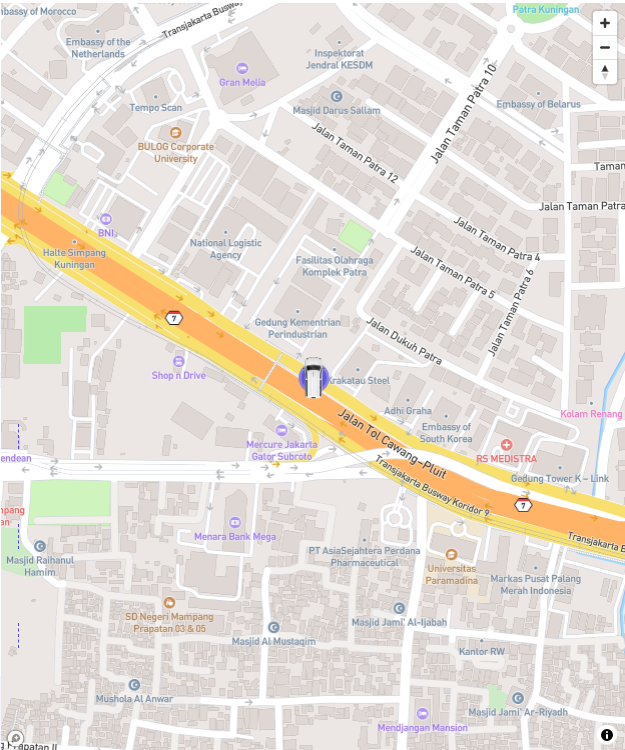 Embassy of Morocco
Patra Kuningan
Transjakarta Busway
Embassy of the
Netherlands
Inspektorat
Jendral KESDM
Gran Melia
Jalan Taman Patra 10
Tempo Scan
Masjid Darus Sallam
Embassy of Belarus
BULOG Corporate
University
Jalan Taman Patra 12
Taman
Jalan Taman Patra
BNI
Jalan Taman Patra 4
National Logistic
Agency
Halte Simpang
Kuningan
Fasilitas Olahraga
Komplek Patra
Jalan Taman Patra 5
Jalan Taman Patra 6
7
Gedung Kementrian
Perindustrian
Jalan Dukuh Patra
Shop n Drive
Krakatau Steel
Adhi Graha
Kolam Renang
Jalan Tol Cawang-Pluit
Embassy of
South Korea
Mercure Jakarta
Gator Subroto
RS MEDISTRA
endean
Gedung Tower K – Link
Transjakarta Busway Koridor 9
7
mpang
an
Menara Bank Mega
Transjakarta B
PT AsiaSejahtera Perdana
Pharmaceutical
Masjid Raihanul
Hamim
Universitas
Paramadina
Markas Pusat Palang
Merah Indonesia
SD Negeri Mampang
Prapatan 03 & 05
Masjid Jami' Al-Ijabah
Masjid Al Mustaqim
Kantor RW
Mushola Al Anwar
Masjid Jami' Ar-Riyadh
Mendjangan Mansion
g Prapatan II